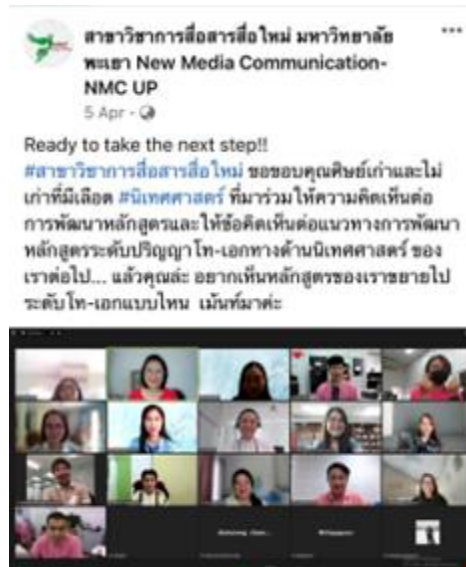 สาขาวิชาการสื่อสารสื่อใหม่ มหาวิทยาลัย
พะเยา New Media Communication-
NMC UP
5 Apr ·
Ready to take the next step!!
#สาขาวิชาการสื่อสารสื่อใหม่ ขอขอบคุณศิษย์เก่าและไม่
เก่าที่มีเลือด #นิเทศศาสตร์ ที่มาร่วมให้ความคิดเห็นต่อ
การพัฒนาหลักสูตรและให้ข้อคิดเห็นต่อแนวทางการพัฒนา
หลักสูตรระดับปริญญาโท-เอกทางด้านนิเทศศาสตร์ ของ
เราต่อไป... แล้วคุณล่ะ อยากเห็นหลักสูตรของเราขยายไป
ระดับโท-เอกแบบไหน เม้นท์มาค่ะ